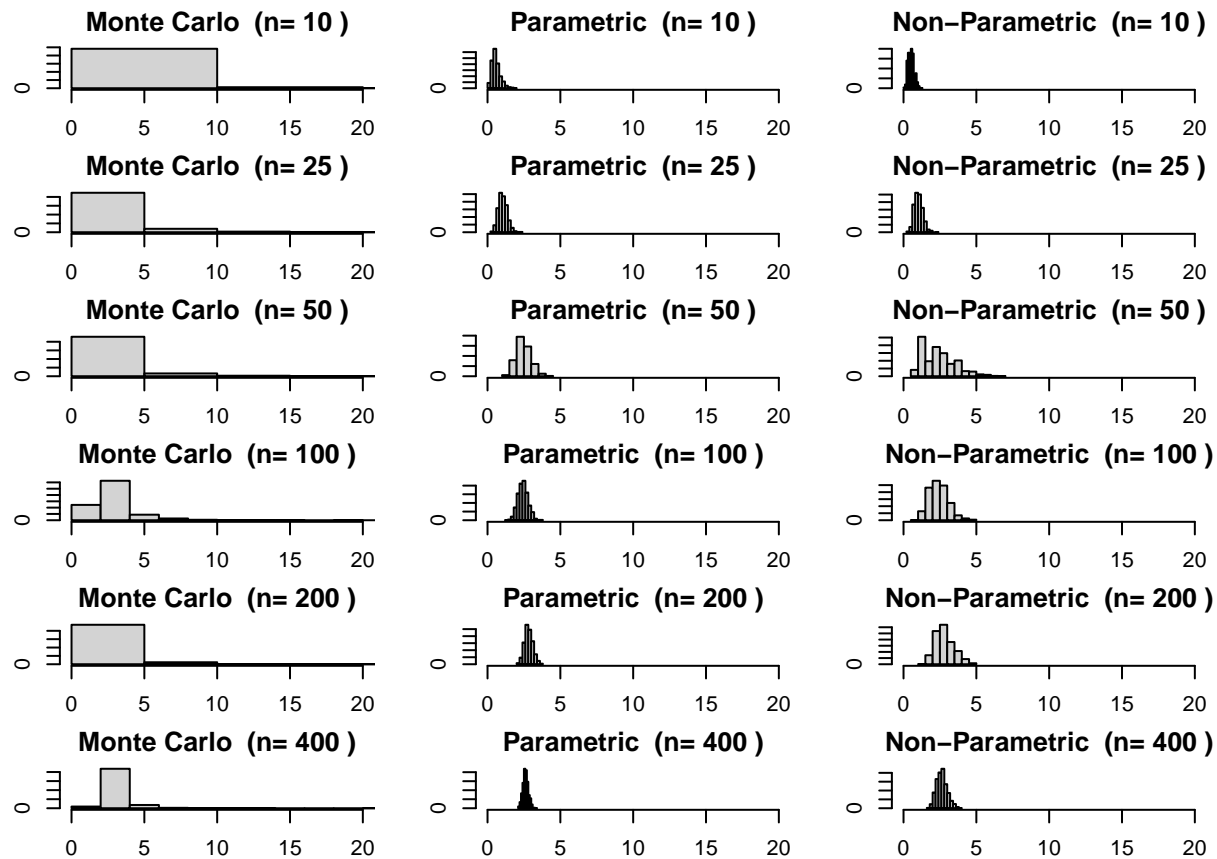 Monte Carlo  (n= 10 ) Parametric  (n= 10 ) Non−Parametric  (n= 10 )
0 0 0
0 5 10 15 20 0 5 10 15 20 0 5 10 15 20
Monte Carlo  (n= 25 ) Parametric  (n= 25 ) Non−Parametric  (n= 25 )
0 0 0
0 5 10 15 20 0 5 10 15 20 0 5 10 15 20
Monte Carlo  (n= 50 ) Parametric  (n= 50 ) Non−Parametric  (n= 50 )
0 0 0
0 5 10 15 20 0 5 10 15 20 0 5 10 15 20
Monte Carlo  (n= 100 ) Parametric  (n= 100 ) Non−Parametric  (n= 100 )
0 0 0
0 5 10 15 20 0 5 10 15 20 0 5 10 15 20
Monte Carlo  (n= 200 ) Parametric  (n= 200 ) Non−Parametric  (n= 200 )
0 0 0
0 5 10 15 20 0 5 10 15 20 0 5 10 15 20
Monte Carlo  (n= 400 ) Parametric  (n= 400 ) Non−Parametric  (n= 400 )
0 0 0
0 5 10 15 20 0 5 10 15 20 0 5 10 15 20